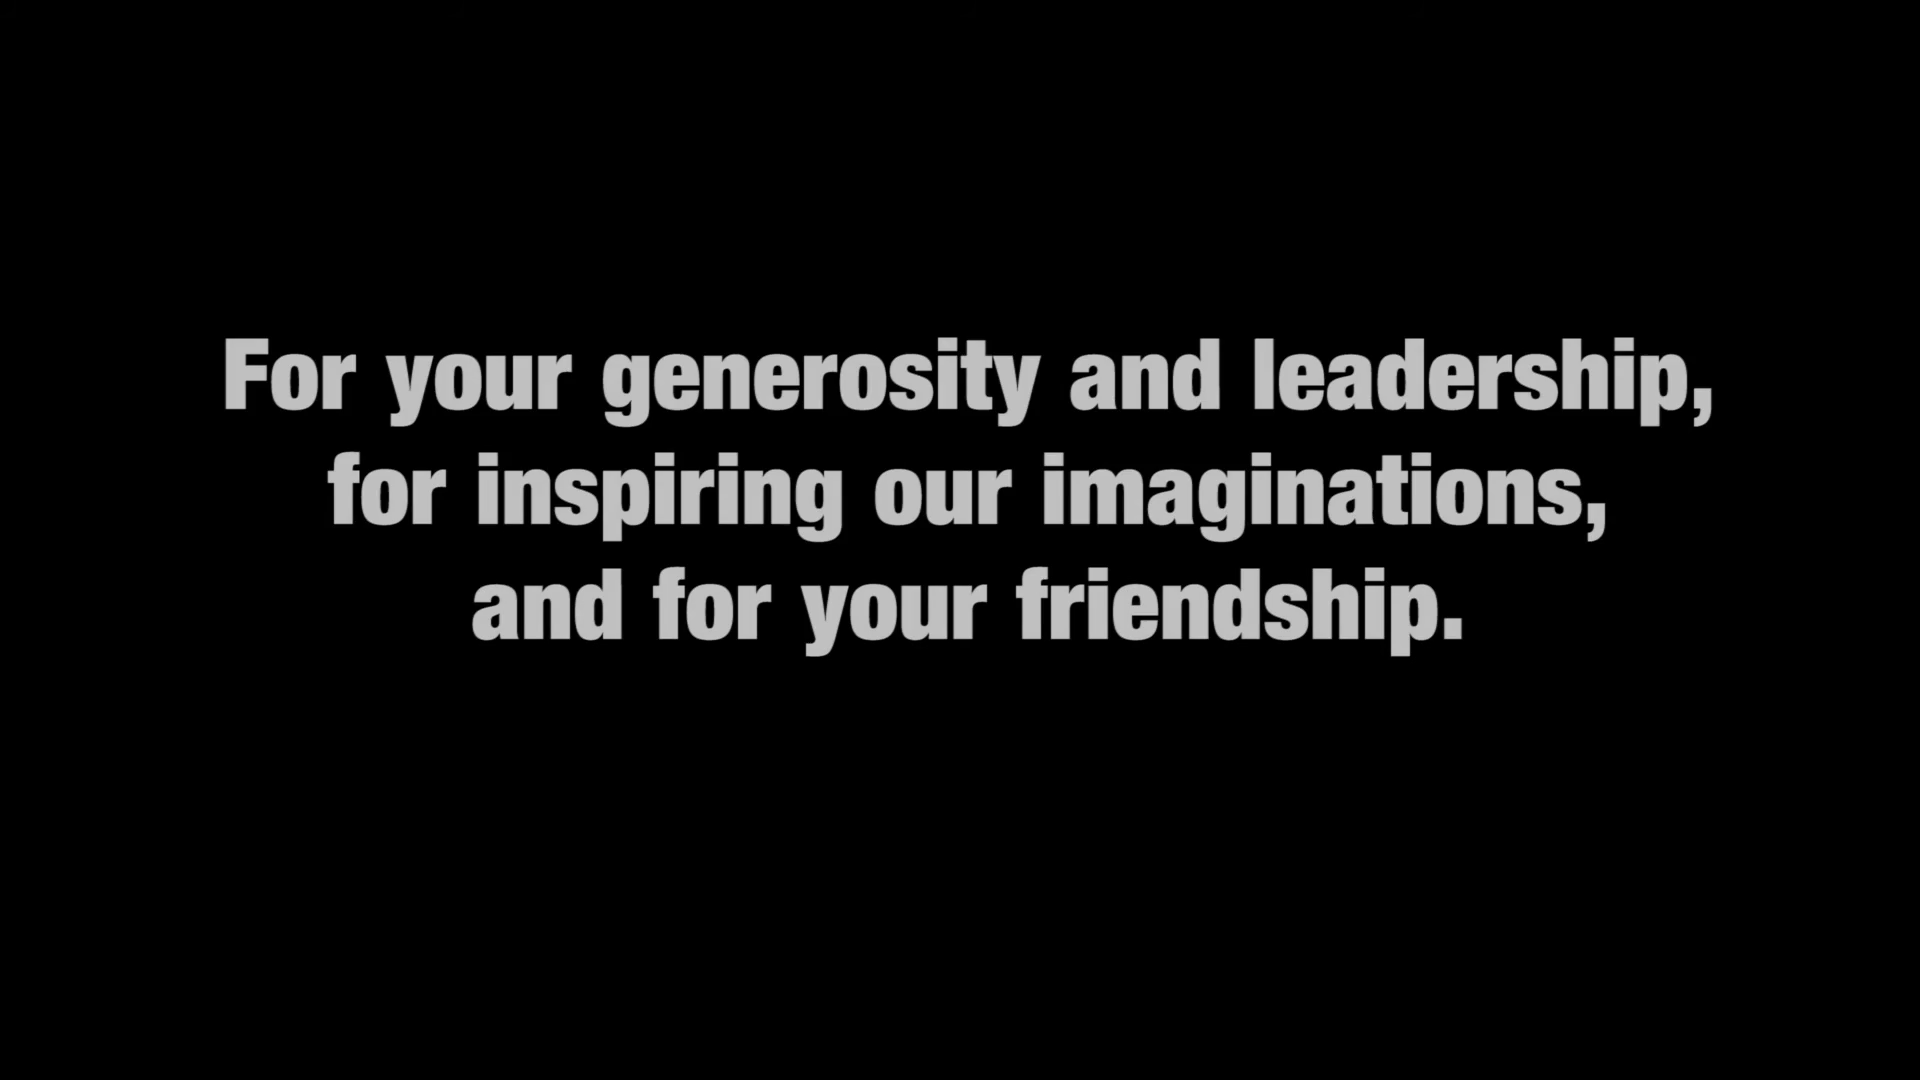 For your generosity and leadership,
for inspiring our imaginations,
and for your friendship.